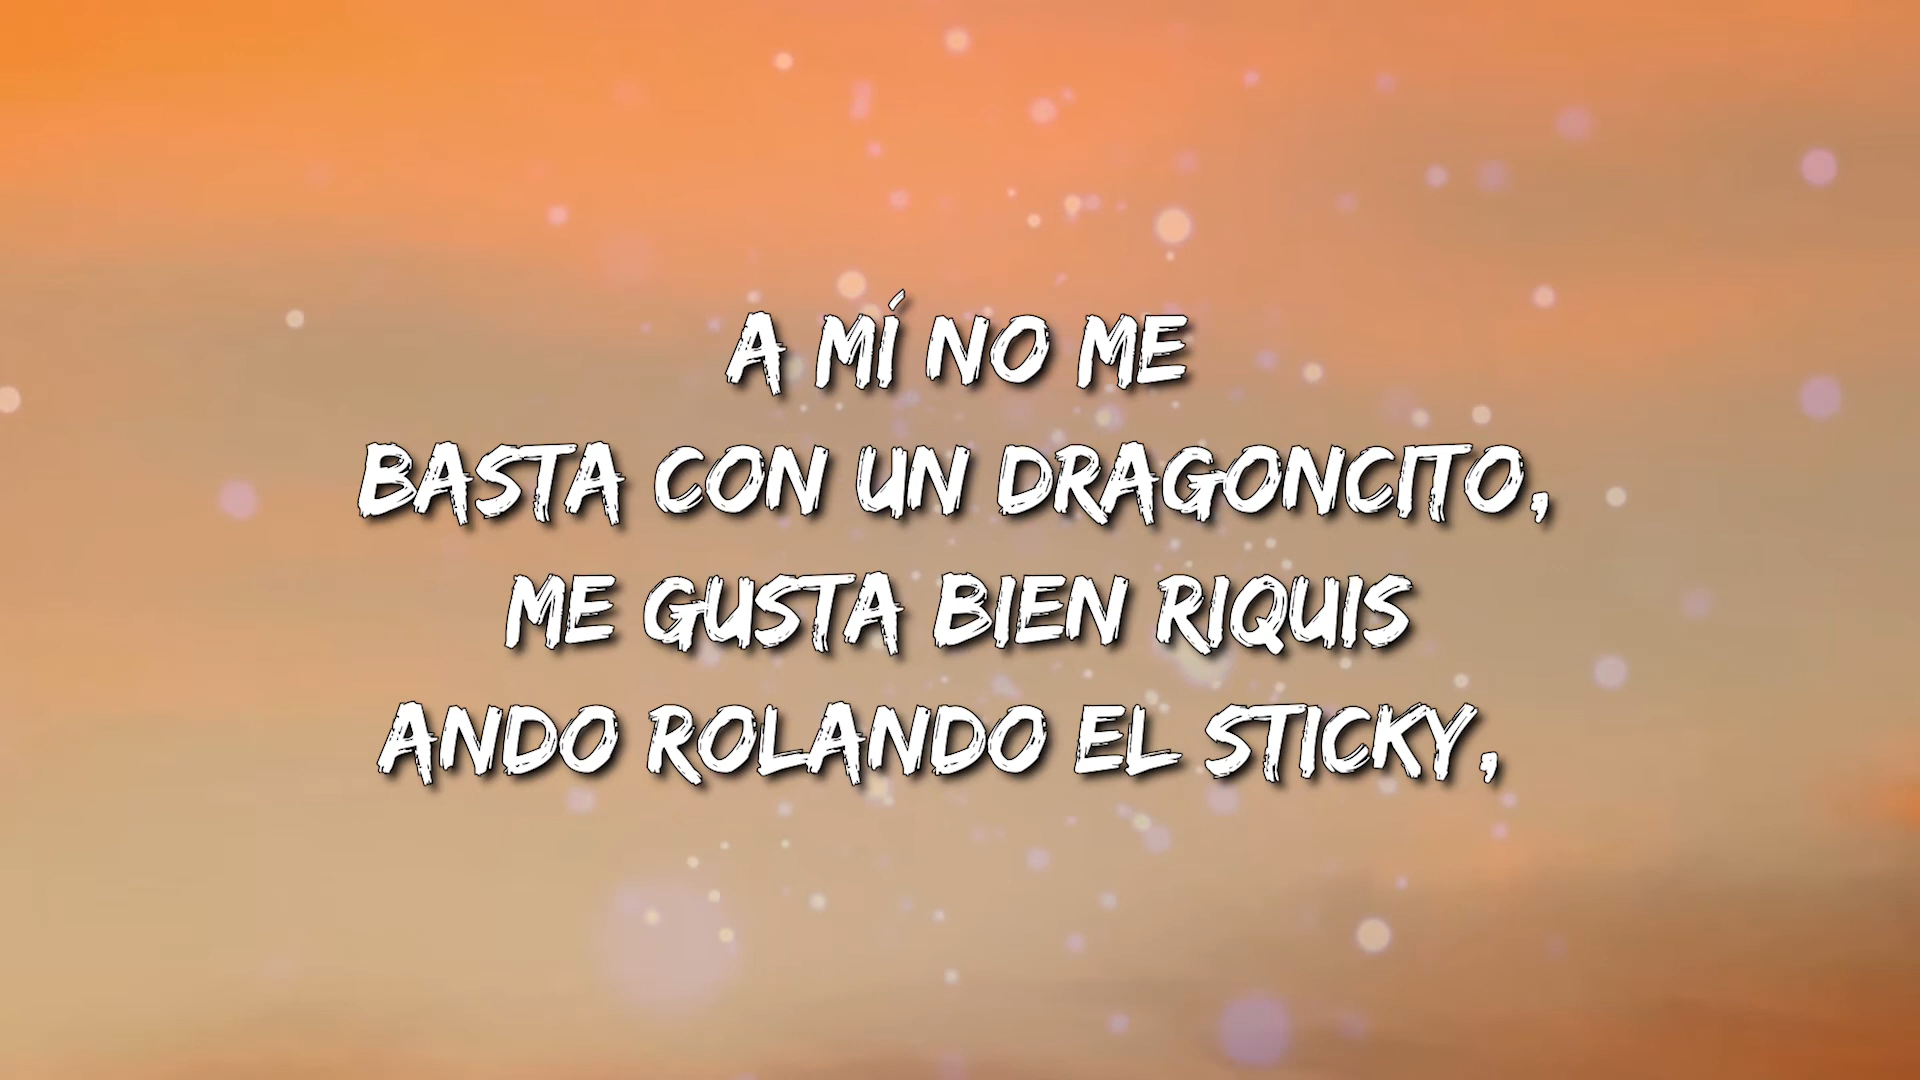 A MÍ NO ME
BASTA CON UN DRAGONCITO,
ME GUSTA BIEN RIQUIS
ANDO ROLANDO EL STICKY,